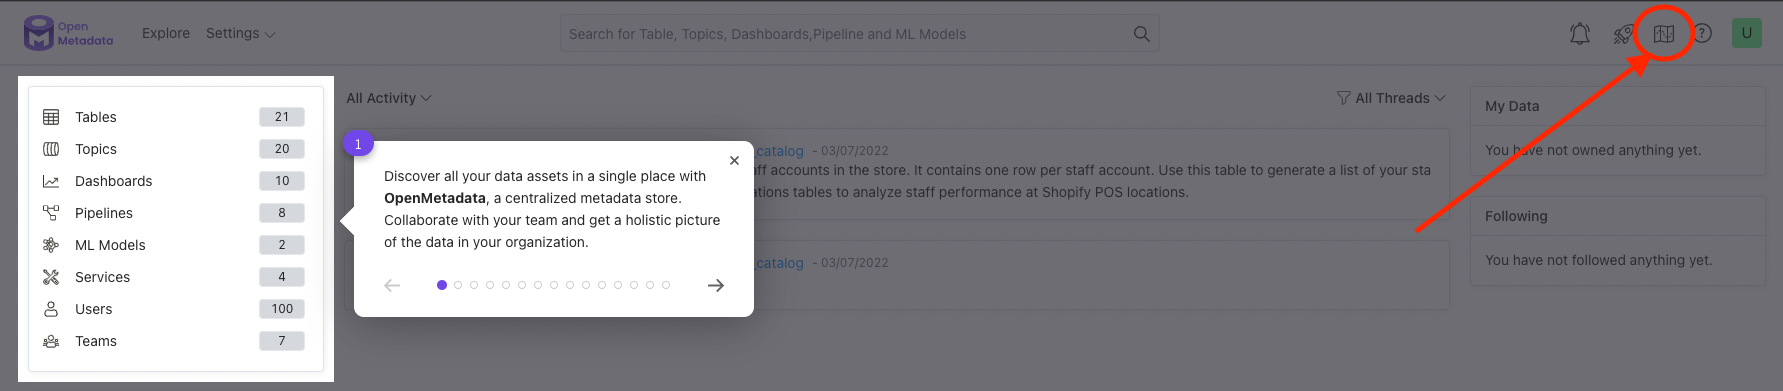 Open
Metadata
Explore
Settings
Search for Table, Topics, Dashboards,Pipeline and ML Models
?
U
Tables 21
Topics 20
Dashboards 10
Pipelines 8
ML Models 2
Services 4
Users 100
Teams 7
All Activity
All Threads
1
Discover all your data assets in a single place with
OpenMetadata, a centralized metadata store.
Collaborate with your team and get a holistic picture
of the data in your organization.
_catalog - 03/07/2022
ff accounts in the store. It contains one row per staff account. Use this table to generate a list of your sta
ations tables to analyze staff performance at Shopify POS locations.
_catalog - 03/07/2022
My Data
You have not owned anything yet.
Following
You have not followed anything yet.